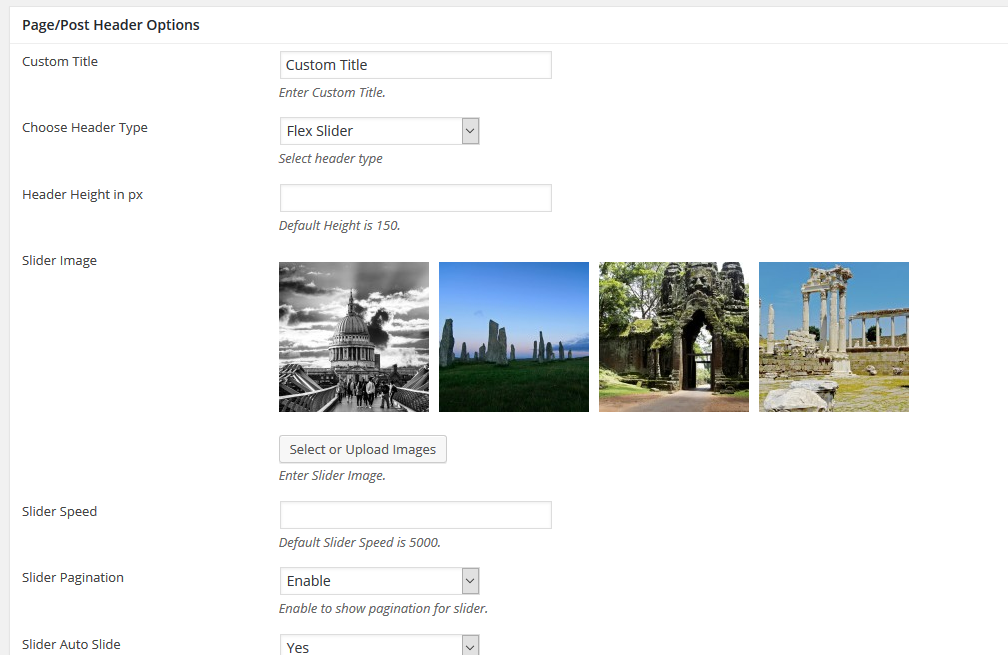 Page/Post Header Options
Custom Title
Custom Title
Enter Custom Title.
Choose Header Type
Flex Slider
Select header type
Header Height in px
Default Height is 150.
Slider Image
Select or Upload Images
Enter Slider Image.
Slider Speed
Default Slider Speed is 5000.
Slider Pagination
Enable
Enable to show pagination for slider.
Slider Auto Slide
Yes